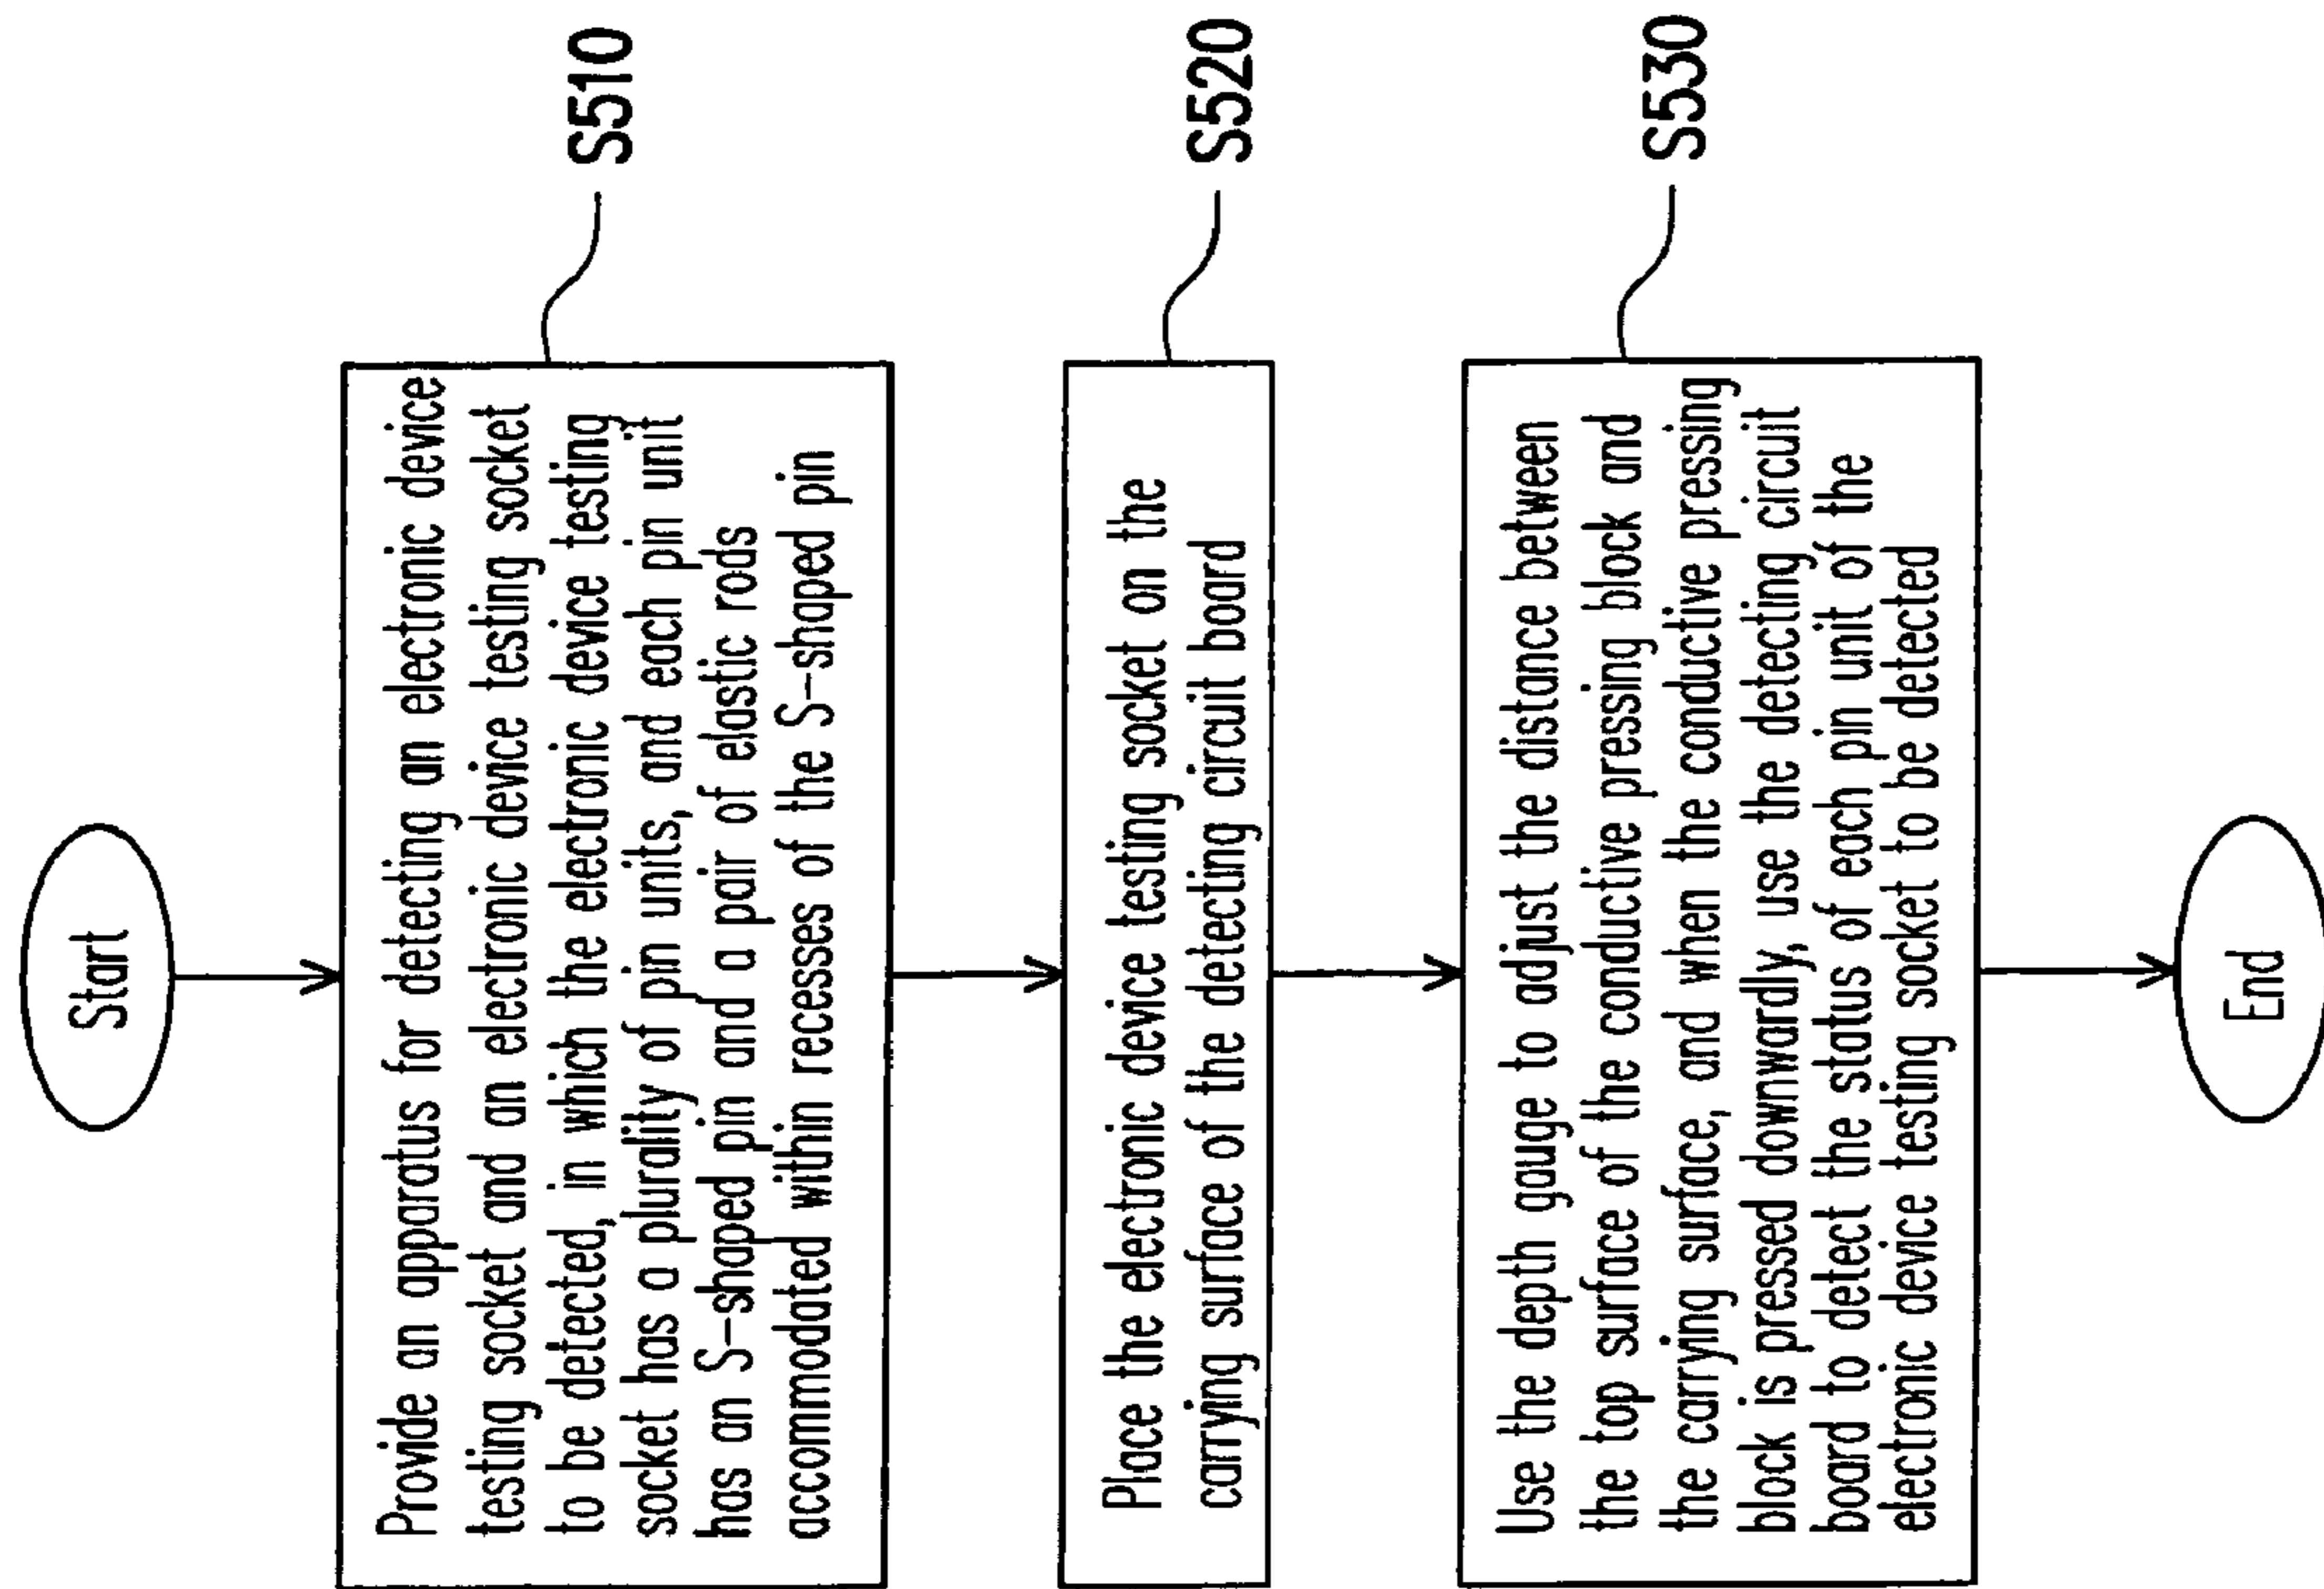 Start
Provide an apparatus for detecting an electronic device
testing socket and an electronic device testing socket
to be detected, in which the electronic device testing
socket has a plurality of pin units, and each pin unit
has an S-shaped pin and a pair of elastic rods
accommodated within recesses of the S-shaped pin
S510
Place the electronic device testing socket on the
carrying surface of the detecting circuit board
S520
Use the depth gauge to adjust the distance between
the top surface of the conductive pressing block and
the carrying surface, and when the conductive pressing
block is pressed downwardly, use the detecting circuit
board to detect the status of each pin unit of the
electronic device testing socket to be detected
S530
End